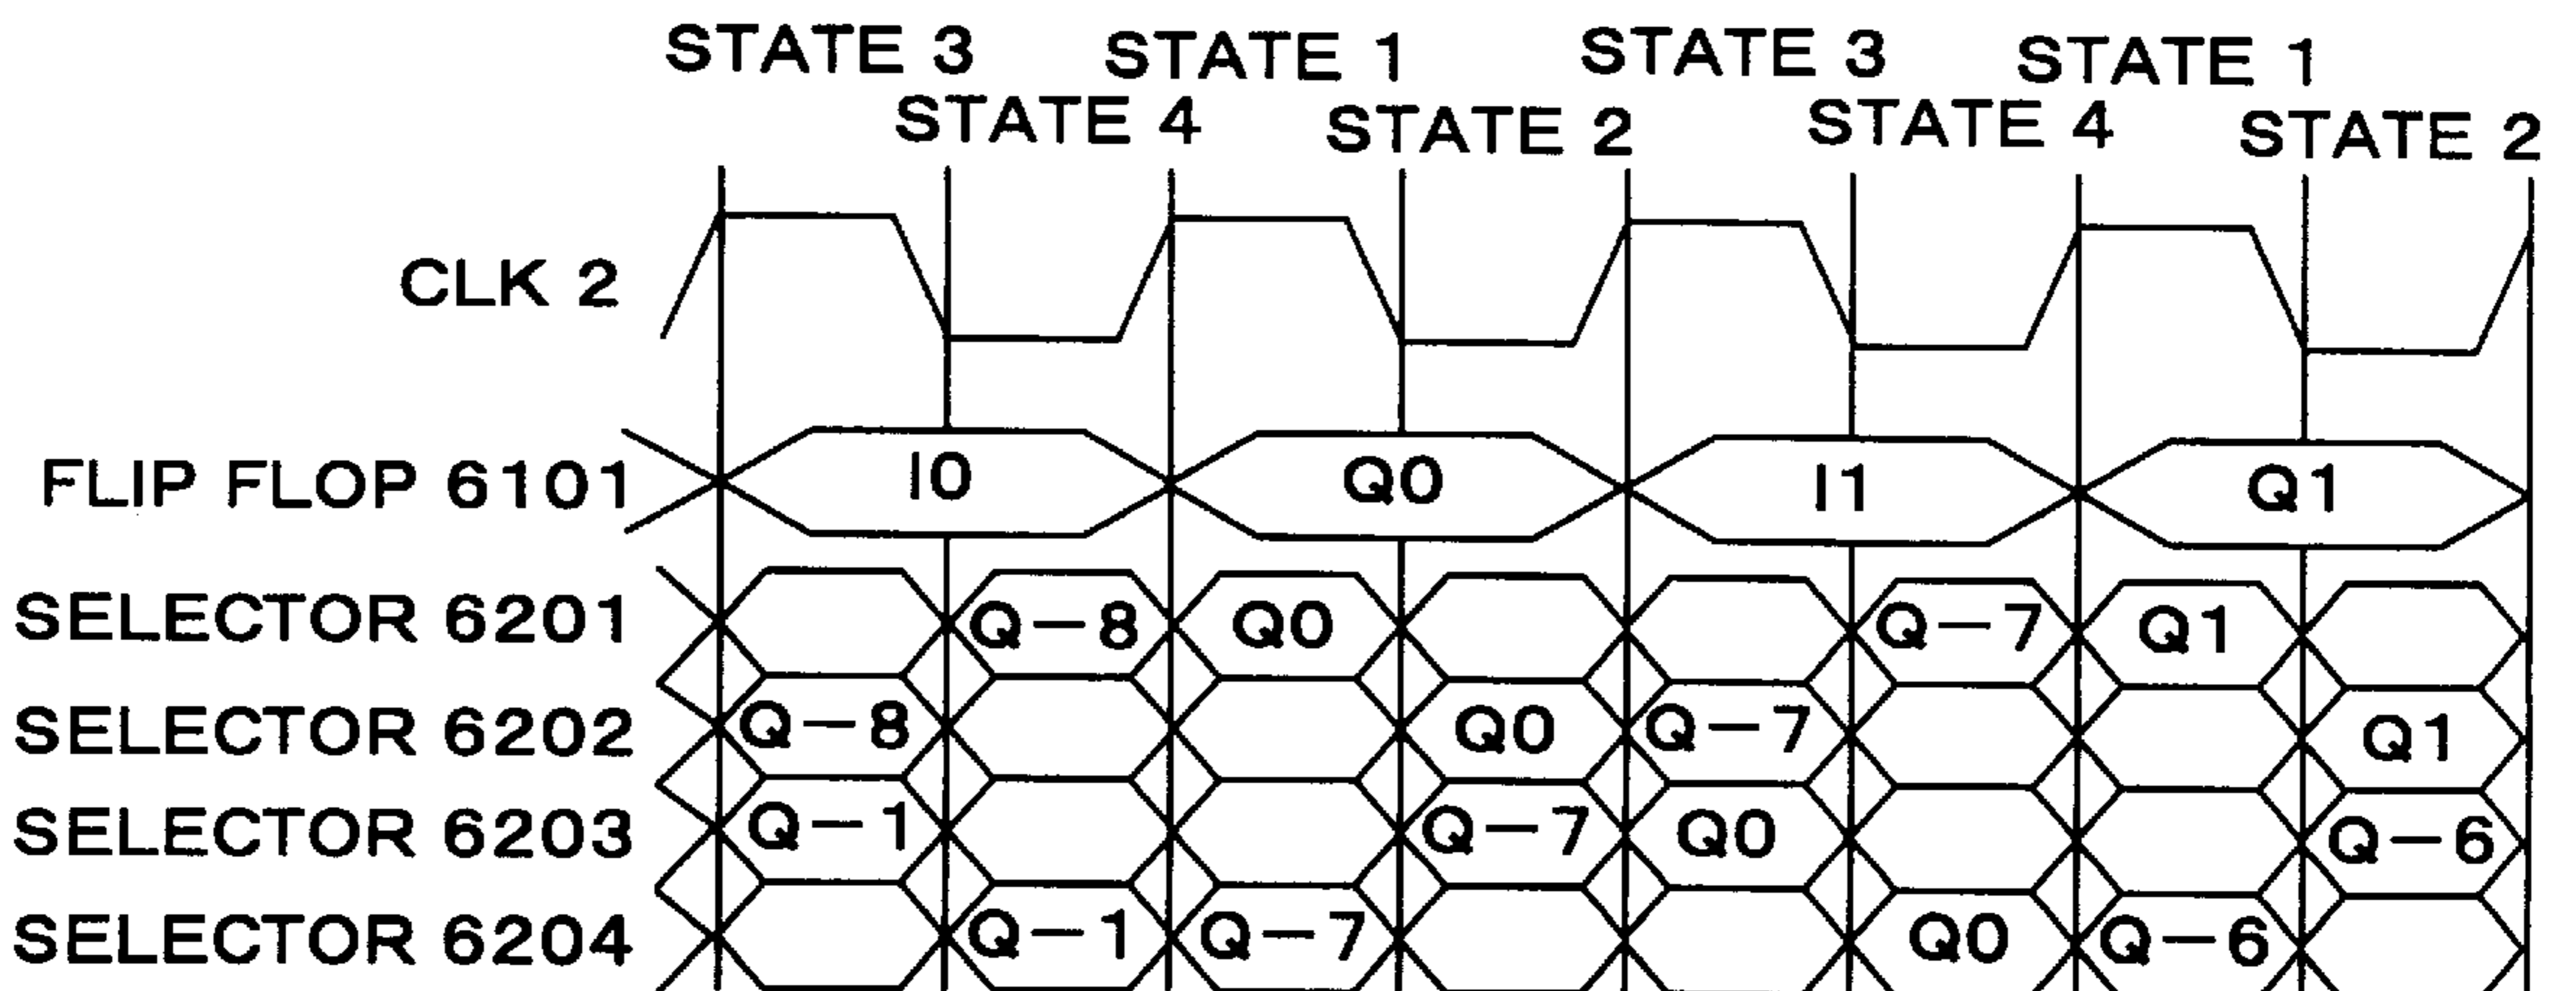 STATE 3 STATE 1 STATE 3 STATE 1
STATE 4 STATE 2 STATE 4 STATE 2
CLK 2
FLIP FLOP 6101 I0 Q0 I1 Q1
SELECTOR 6201 Q-8 Q0 Q-7 Q1
SELECTOR 6202 Q-8 Q0 Q-7 Q1
SELECTOR 6203 Q-1 Q-7 Q0 Q-6
SELECTOR 6204 Q-1 Q-7 Q0 Q-6